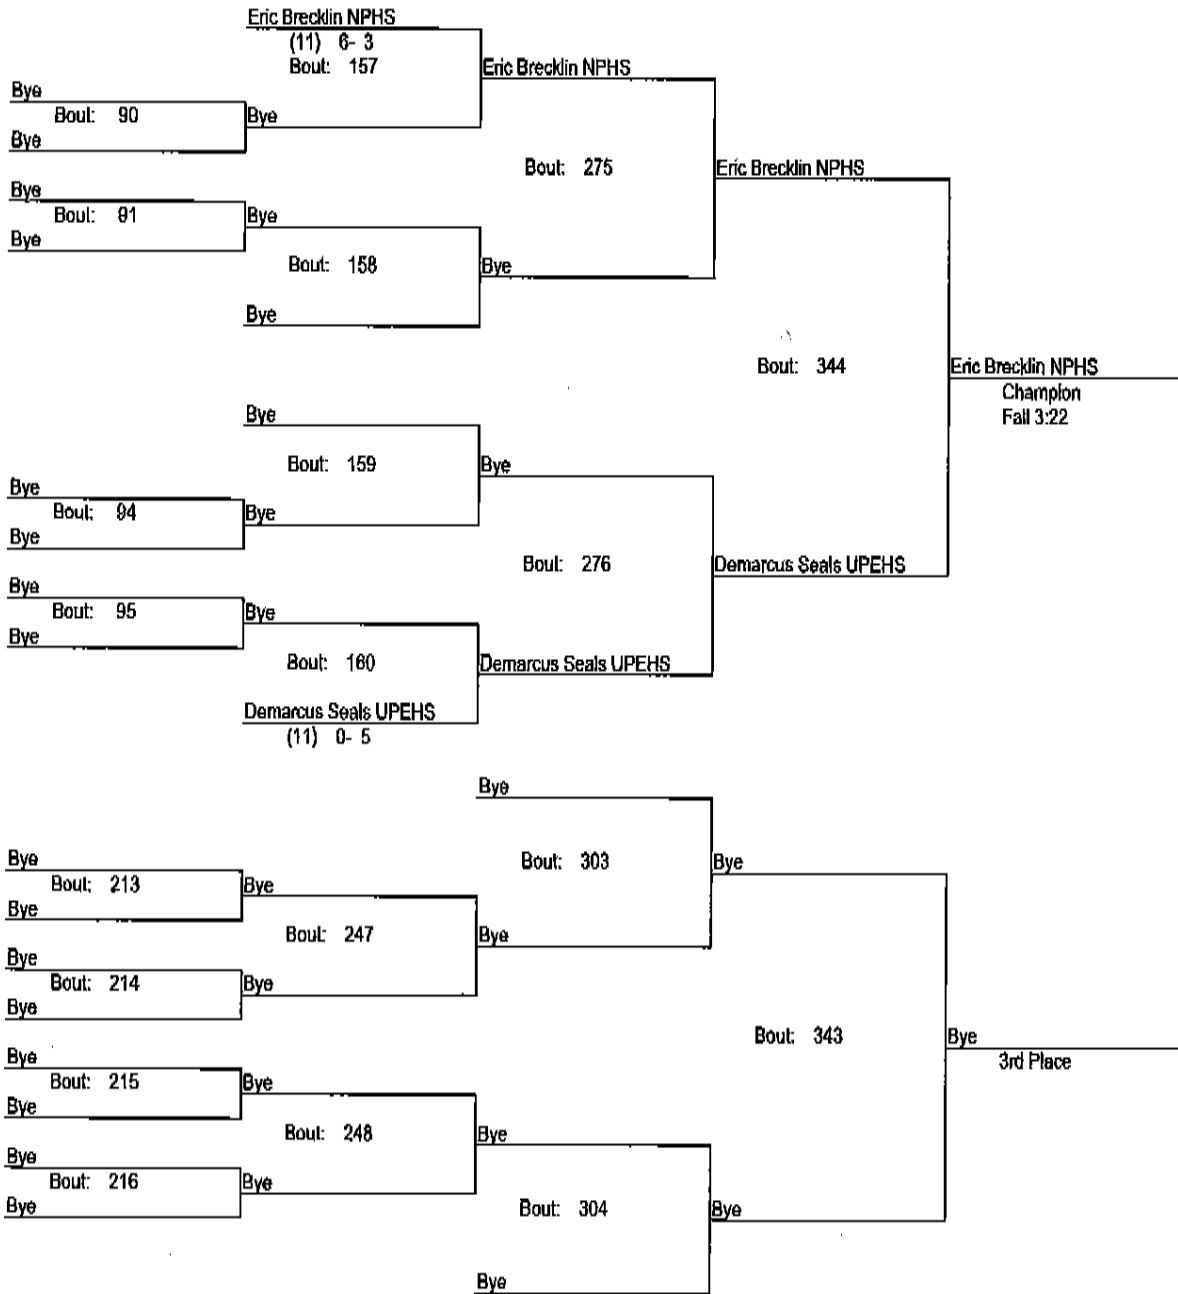 Eric Brecklin NPHS
(11) 6- 3
Bout: 157
Eric Brecklin NPHS
Bye
Bout: 90
Bye
Bye
Bout: 275
Eric Brecklin NPHS
Bye
Bout: 91
Bye
Bye
Bout: 158
Bye
Bye
Bout: 344
Eric Brecklin NPHS
Champion
Fall 3:22
Bye
Bout: 159
Bye
Bye
Bout: 94
Bye
Bye
Bout: 276
Demarcus Seals UPEHS
Bye
Bout: 95
Bye
Bye
Bout: 160
Demarcus Seals UPEHS
Demarcus Seals UPEHS
(11) 0- 5
Bye
Bout: 303
Bye
Bye
Bout: 213
Bye
Bye
Bout: 247
Bye
Bye
Bout: 214
Bye
Bye
Bout: 343
Bye
3rd Place
Bye
Bout: 215
Bye
Bye
Bout: 248
Bye
Bye
Bout: 216
Bye
Bye
Bout: 304
Bye
Bye